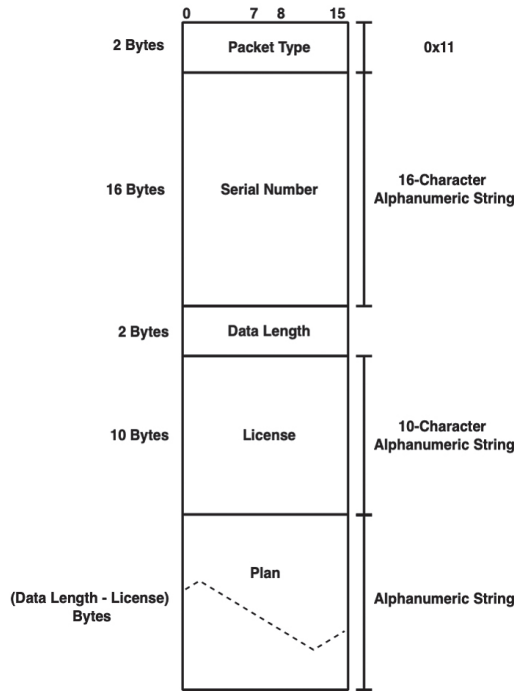 0 7 8 15
2 Bytes Packet Type 0x11
16 Bytes Serial Number 16-Character
Alphanumeric String
2 Bytes Data Length
10 Bytes License 10-Character
Alphanumeric String
Plan
(Data Length - License)
Bytes
Alphanumeric String